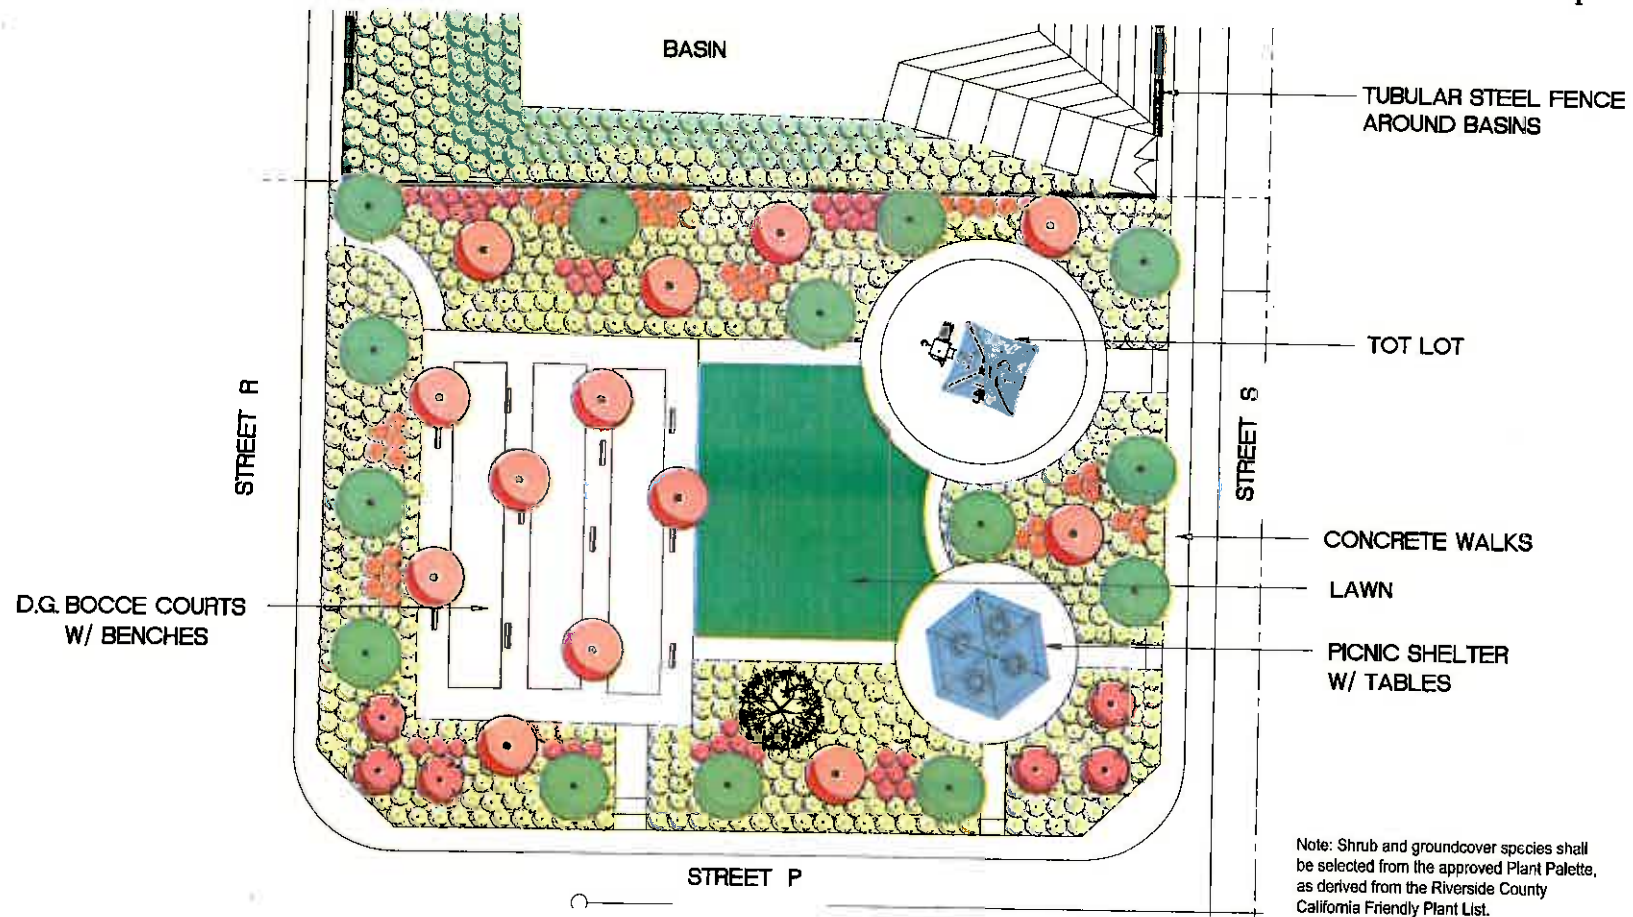 BASIN
TUBULAR STEEL FENCE
AROUND BASINS
TOT LOT
STREET R
STREET S
CONCRETE WALKS
LAWN
D.G. BOCCE COURTS
W/ BENCHES
PICNIC SHELTER
W/ TABLES
STREET P
Note: Shrub and groundcover species shall
be selected from the approved Plant Palette,
as derived from the Riverside County
California Friendly Plant List.